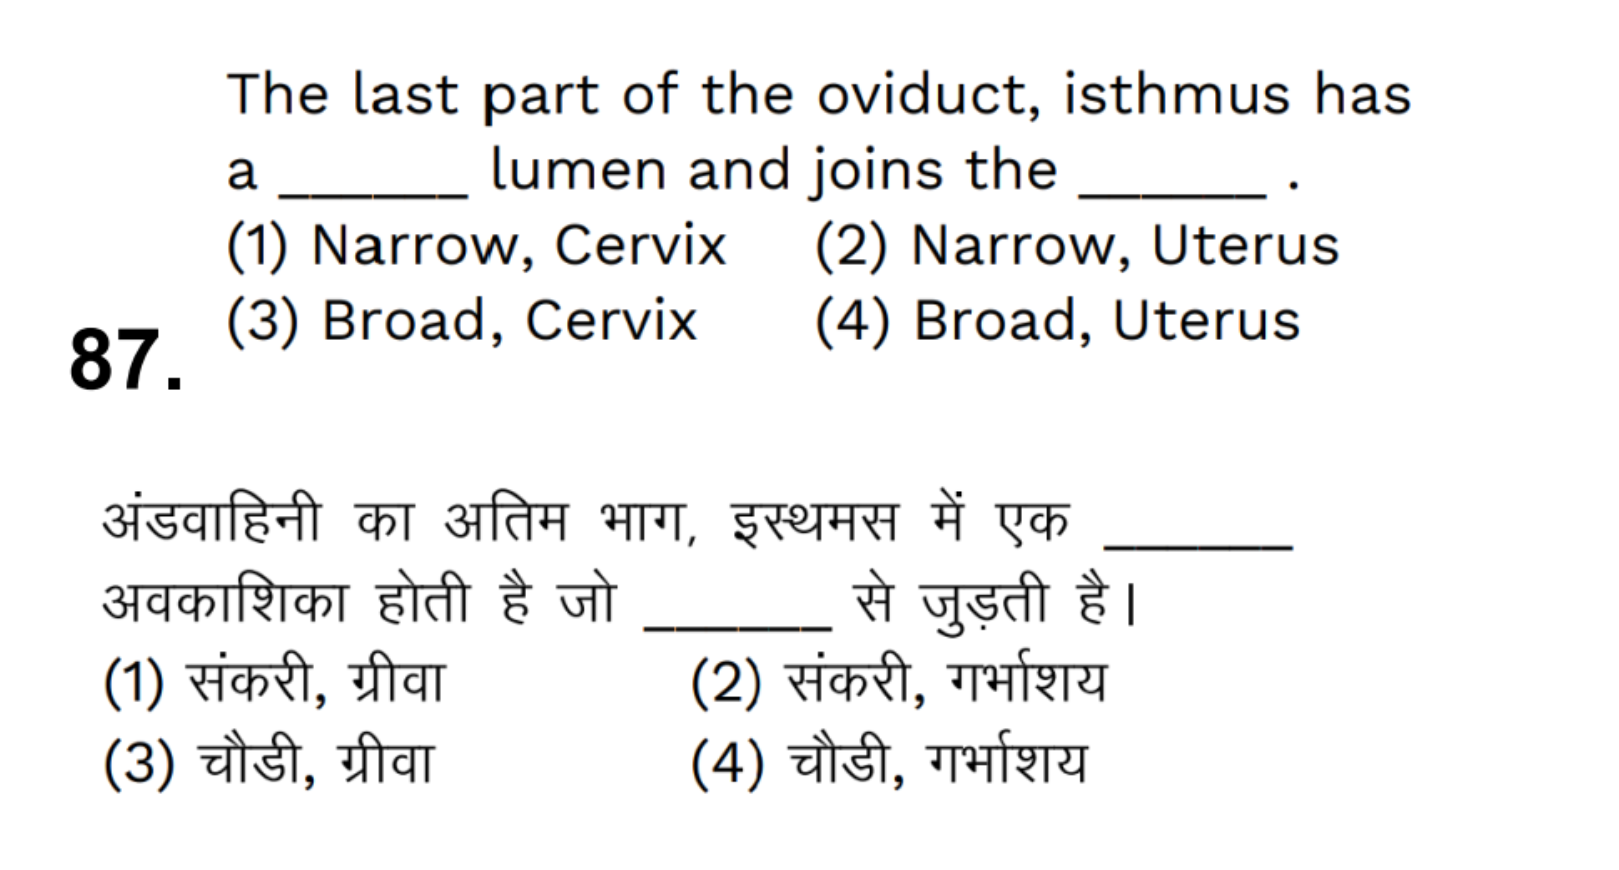 The last part of the oviduct, isthmus has
a ______ lumen and joins the ______ .
(1) Narrow, Cervix (2) Narrow, Uterus
(3) Broad, Cervix (4) Broad, Uterus
87.
अंडवाहिनी का अतिम भाग, इस्थमस में एक ______
अवकाशिका होती है जो ______ से जुड़ती है।
(1) संकरी, ग्रीवा (2) संकरी, गर्भाशय
(3) चौडी, ग्रीवा (4) चौडी, गर्भाशय